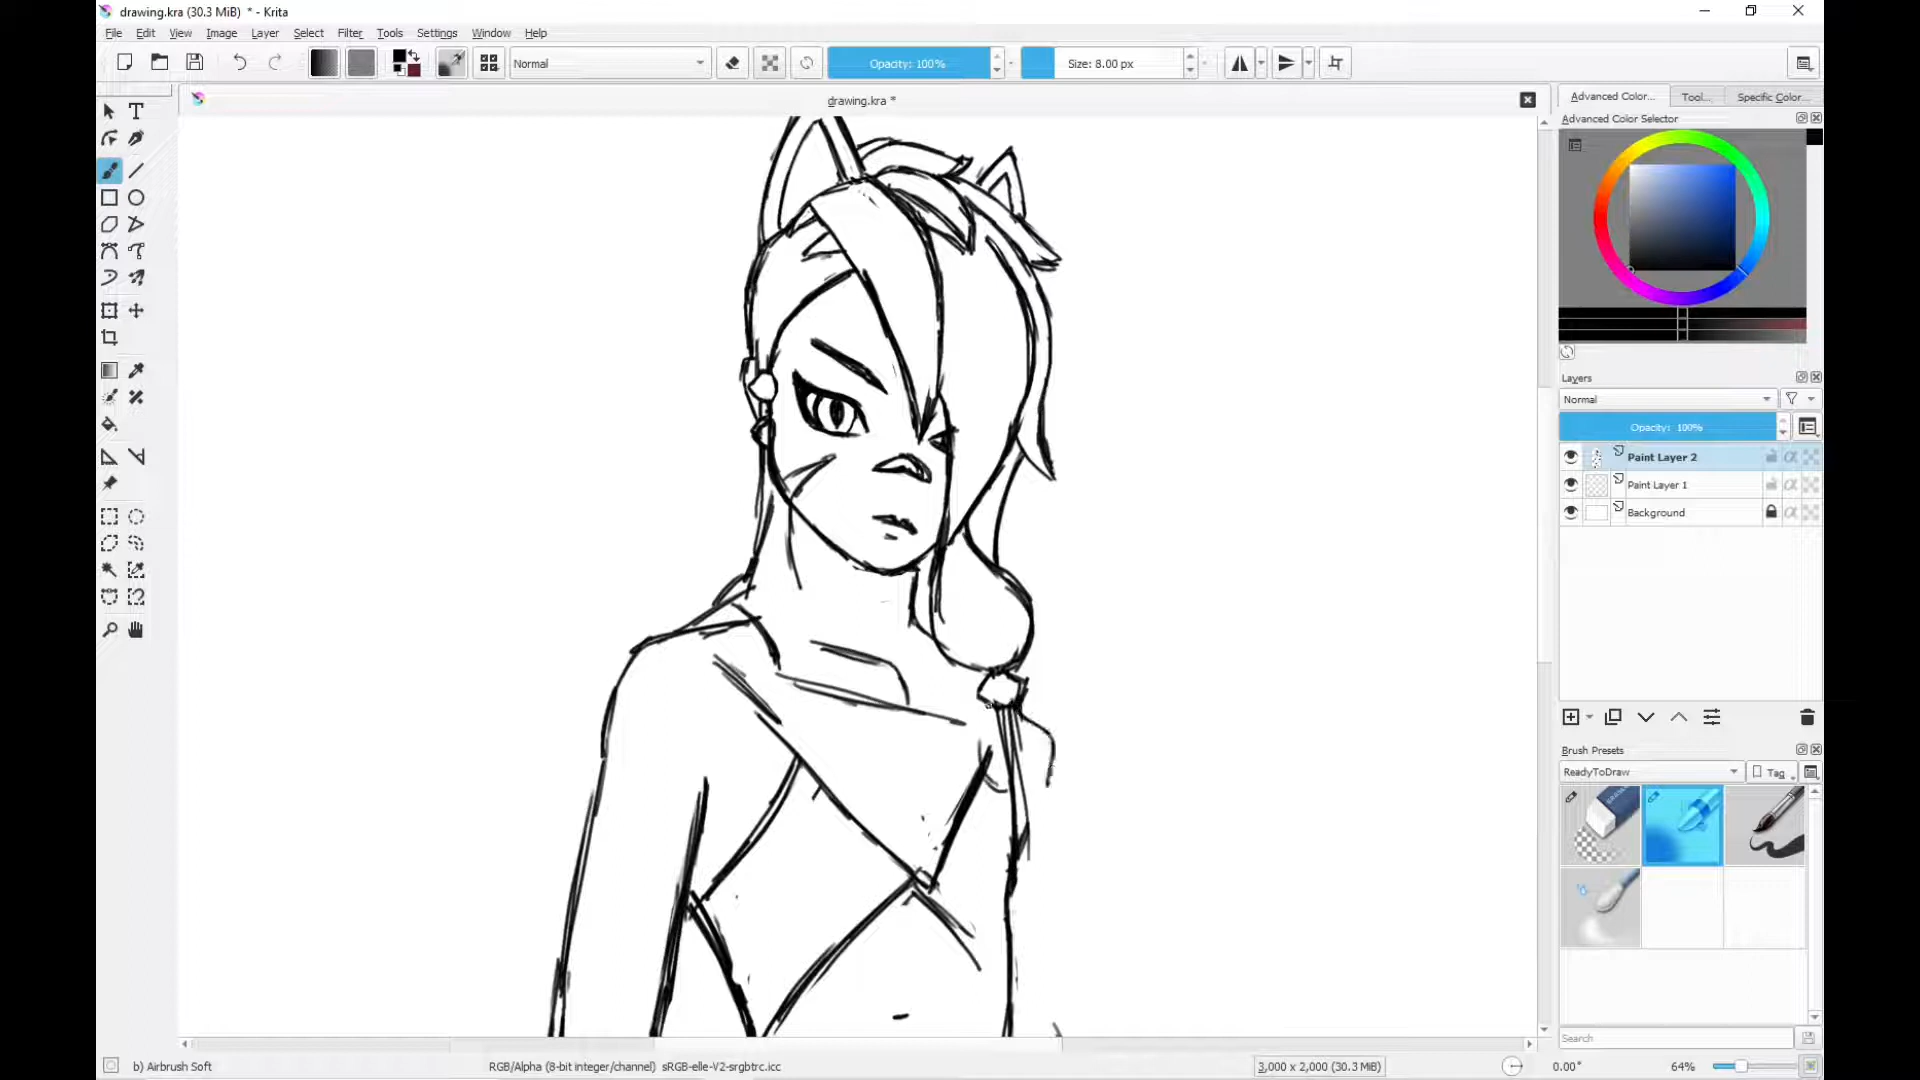 drawing.kra (30.3 MiB) * - Krita
File Edit View Image Layer Select Filter Tools Settings Window Help
Normal
Opacity: 100%
Size: 8.00 px
drawing.kra *
Advanced Color... Tool... Specific Color...
Advanced Color Selector
Layers
Normal
Opacity: 100%
Paint Layer 2
Paint Layer 1
Background
Brush Presets
ReadyToDraw
Tag
Search
b) Airbrush Soft
RGB/Alpha (8-bit integer/channel) sRGB-elle-V2-srgbtrc.icc
3,000 x 2,000 (30.3 MiB)
0.00°
64%